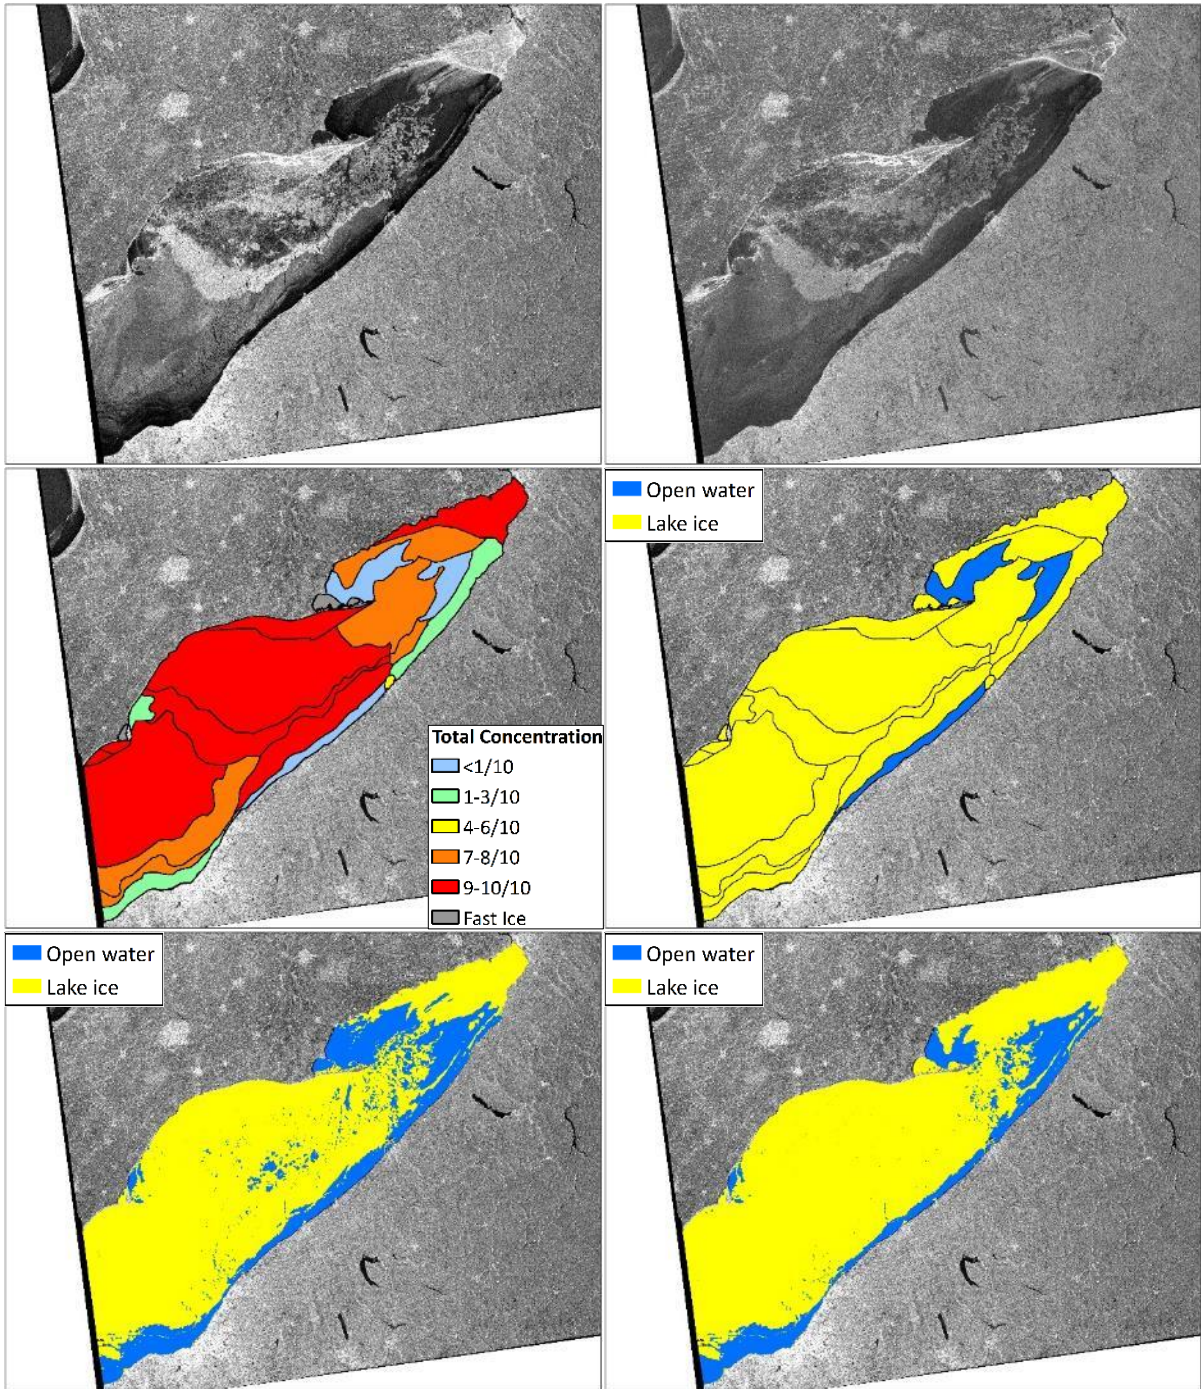 Open water
Lake ice
Total Concentration
<1/10
1-3/10
4-6/10
7-8/10
9-10/10
Fast Ice
Open water
Lake ice
Open water
Lake ice